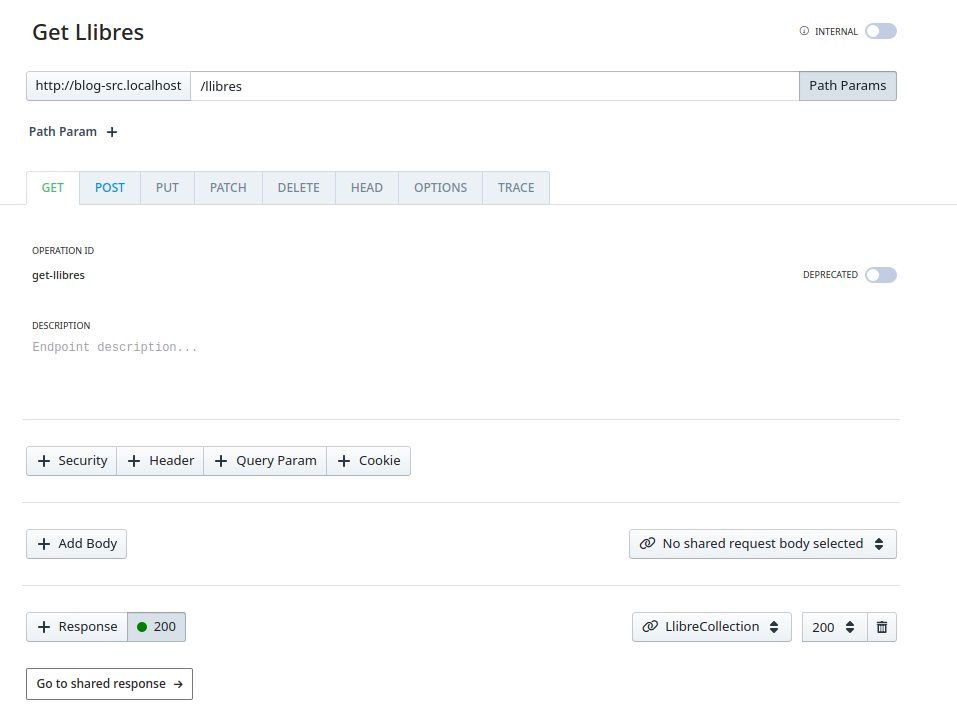 Get Llibres
INTERNAL
http://blog-src.localhost /llibres Path Params
Path Param
GET POST PUT PATCH DELETE HEAD OPTIONS TRACE
OPERATION ID
get-llibres
DEPRECATED
DESCRIPTION
Endpoint description...
Security Header Query Param Cookie
Add Body No shared request body selected
Response 200 LlibreCollection 200
Go to shared response →